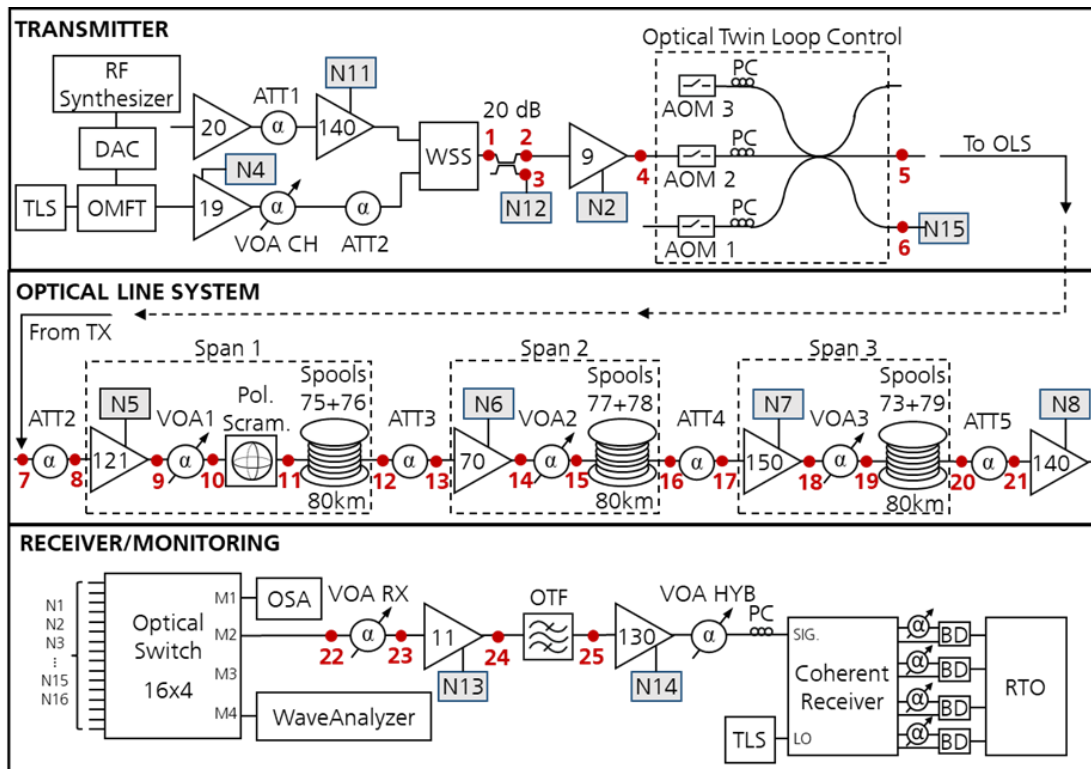 TRANSMITTER
RF
Synthesizer
DAC
TLS
OMFT
20
ATT1
α
140
N11
N4
19
α
VOA CH
α
ATT2
WSS
20 dB
1
2
3
N12
9
N2
4
Optical Twin Loop Control
PC
AOM 3
PC
AOM 2
PC
AOM 1
5
6
N15
To OLS
OPTICAL LINE SYSTEM
From TX
Span 1
Span 2
Span 3
ATT2
α
7
8
N5
121
9
VOA1
α
10
Pol.
Scram.
11
Spools
75+76
80km
12
ATT3
α
13
N6
70
14
VOA2
α
15
Spools
77+78
80km
16
ATT4
α
17
N7
150
18
VOA3
α
19
Spools
73+79
80km
20
ATT5
α
21
N8
140
RECEIVER/MONITORING
N1
N2
N3
⋮
N15
N16
Optical
Switch
16x4
M1
M2
M3
M4
OSA
WaveAnalyzer
22
VOA RX
α
23
11
N13
24
OTF
25
130
N14
VOA HYB
α
PC
TLS
SIG.
Coherent
Receiver
LO
α
BD
α
BD
α
BD
α
BD
RTO